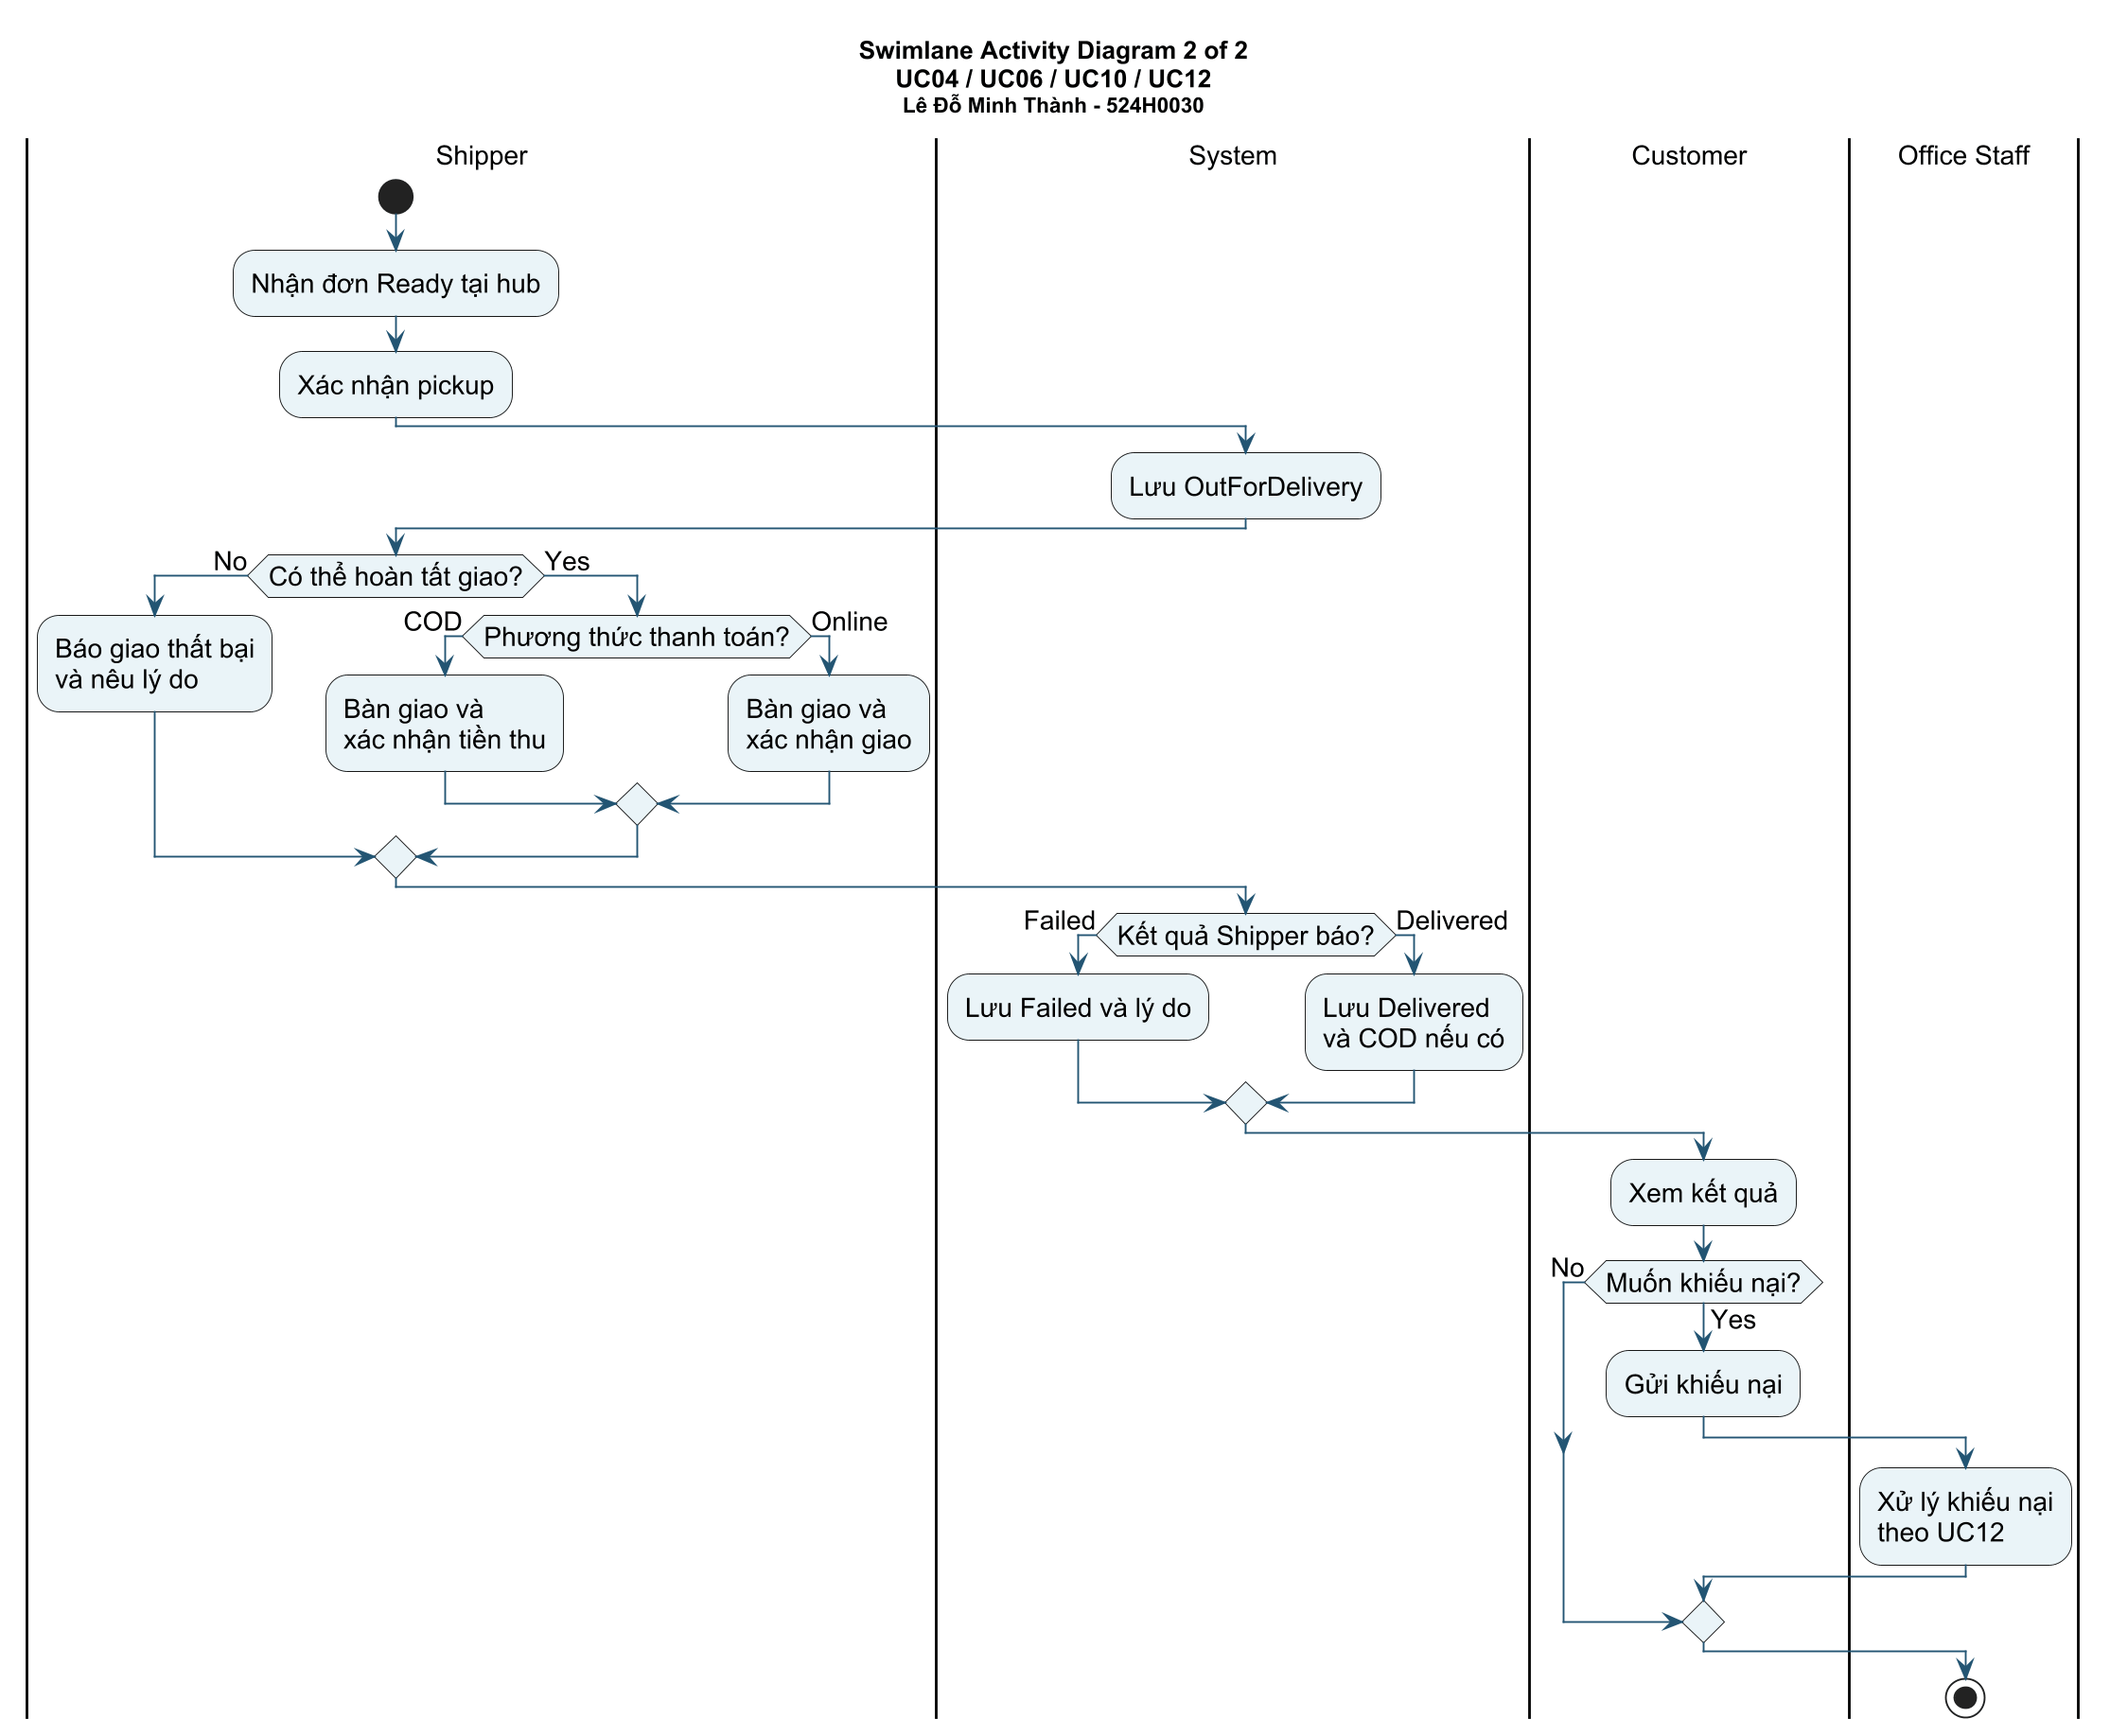 Swimlane Activity Diagram 2 of 2
UC04 / UC06 / UC10 / UC12
Lê Đỗ Minh Thành - 524H0030
Shipper
System
Customer
Office Staff
Nhận đơn Ready tại hub
Xác nhận pickup
Lưu OutForDelivery
No
Có thể hoàn tất giao?
Yes
COD
Phương thức thanh toán?
Online
Báo giao thất bại
và nêu lý do
Bàn giao và
xác nhận tiền thu
Bàn giao và
xác nhận giao
Failed
Kết quả Shipper báo?
Delivered
Lưu Failed và lý do
Lưu Delivered
và COD nếu có
Xem kết quả
No
Muốn khiếu nại?
Yes
Gửi khiếu nại
Xử lý khiếu nại
theo UC12